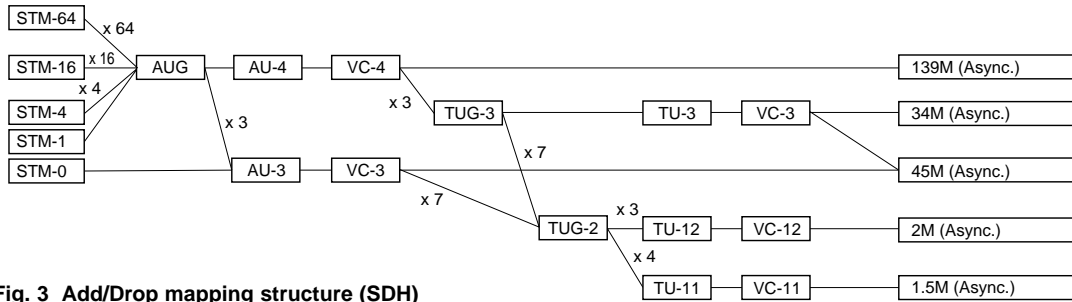 STM-64
x 64
STM-16
x 16
AUG
AU-4
VC-4
139M (Async.)
STM-4
x 4
x 3
x 3
TUG-3
TU-3
VC-3
34M (Async.)
STM-1
x 7
STM-0
AU-3
VC-3
45M (Async.)
x 7
TUG-2
x 3
TU-12
VC-12
2M (Async.)
x 4
TU-11
VC-11
1.5M (Async.)
Fig. 3 Add/Drop mapping structure (SDH)